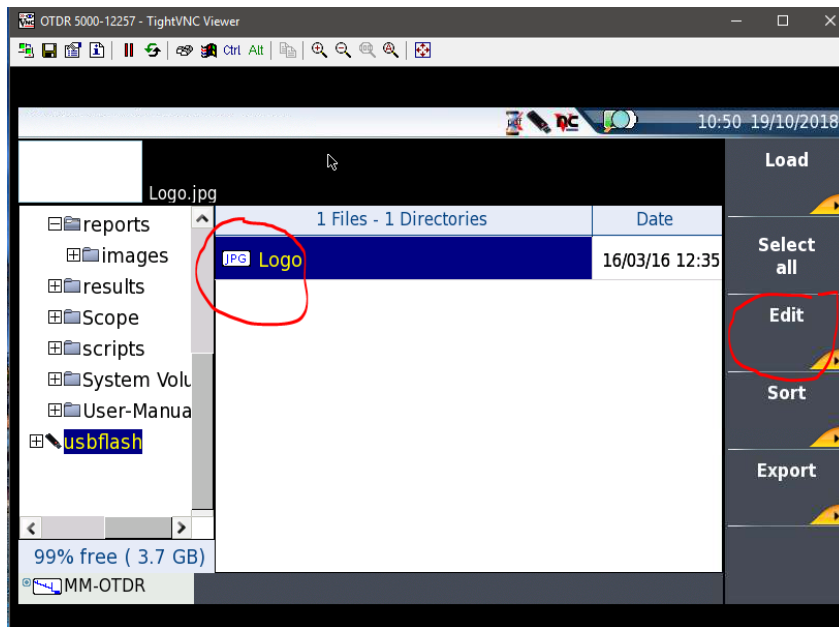 OTDR 5000-12257 - TightVNC Viewer
Ctrl Alt
10:50 19/10/2018
Logo.jpg
Load
Select
all
Edit
Sort
Export
reports
images
results
Scope
scripts
System Volu
User-Manua
usbflash
99% free ( 3.7 GB)
MM-OTDR
1 Files - 1 Directories
Date
JPG Logo
16/03/16 12:35